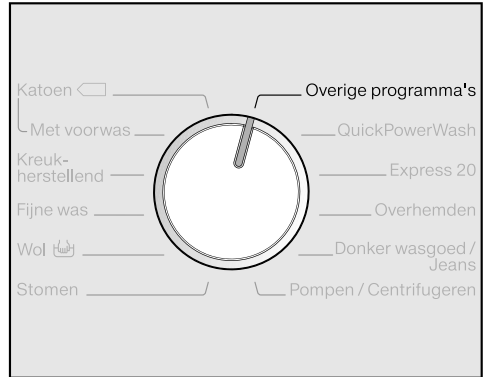 Katoen
Met voorwas
Kreuk-
herstellend
Fijne was
Wol
Stomen
Overige programma's
QuickPowerWash
Express 20
Overhemden
Donker wasgoed /
Jeans
Pompen / Centrifugeren